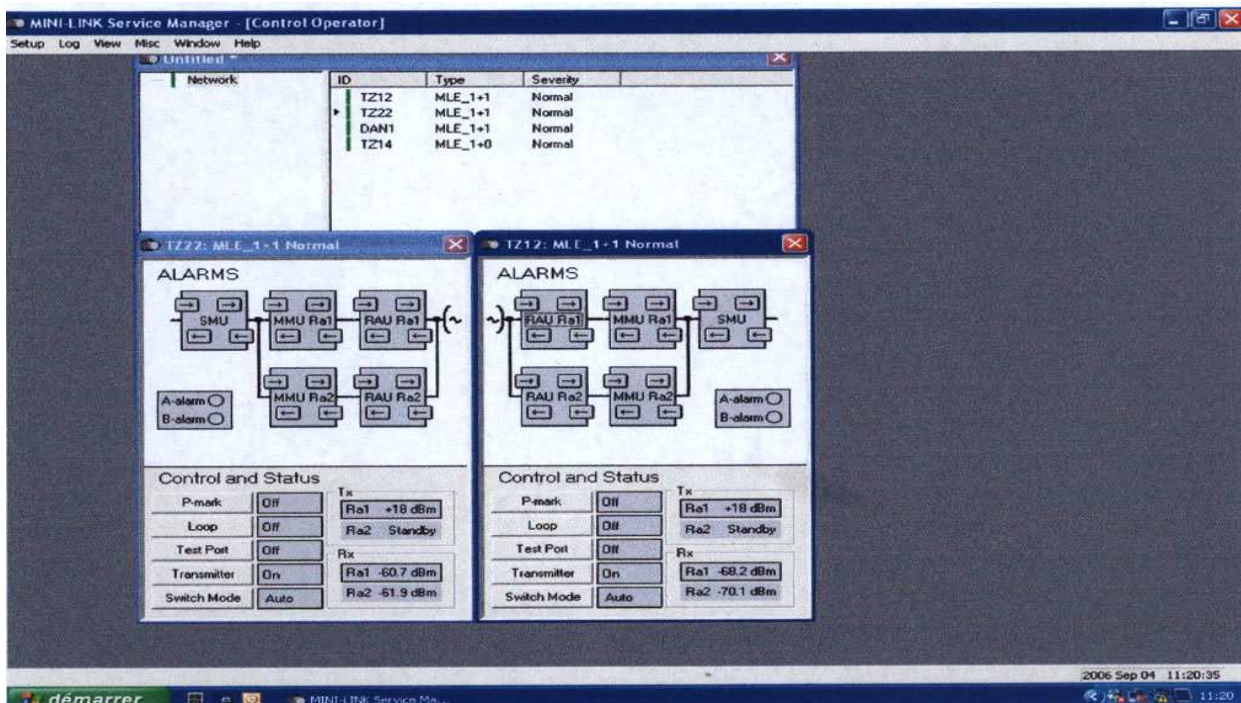 MINI-LINK Service Manager - [Control Operator]
Setup Log View Misc Window Help
Untitled *
Network
ID Type Severity
TZ12 MLE_1+1 Normal
TZ22 MLE_1+1 Normal
DAN1 MLE_1+1 Normal
TZ14 MLE_1+0 Normal
TZ22: MLE_1+1 Normal
ALARMS
SMU MMU Ra1 RAU Ra1
MMU Ra2 RAU Ra2
A-alarm
B-alarm
Control and Status
P-mark Off
Loop Off
Test Port Off
Transmitter On
Switch Mode Auto
Tx
Ra1 +18 dBm
Ra2 Standby
Rx
Ra1 -60.7 dBm
Ra2 -61.9 dBm
TZ12: MLE_1+1 Normal
ALARMS
RAU Ra1 MMU Ra1 SMU
RAU Ra2 MMU Ra2
A-alarm
B-alarm
Control and Status
P-mark Off
Loop Off
Test Port Off
Transmitter On
Switch Mode Auto
Tx
Ra1 +18 dBm
Ra2 Standby
Rx
Ra1 -68.2 dBm
Ra2 -70.1 dBm
2006 Sep 04 11:20:35
démarrer MINI-LINK Service Ma... 11:20